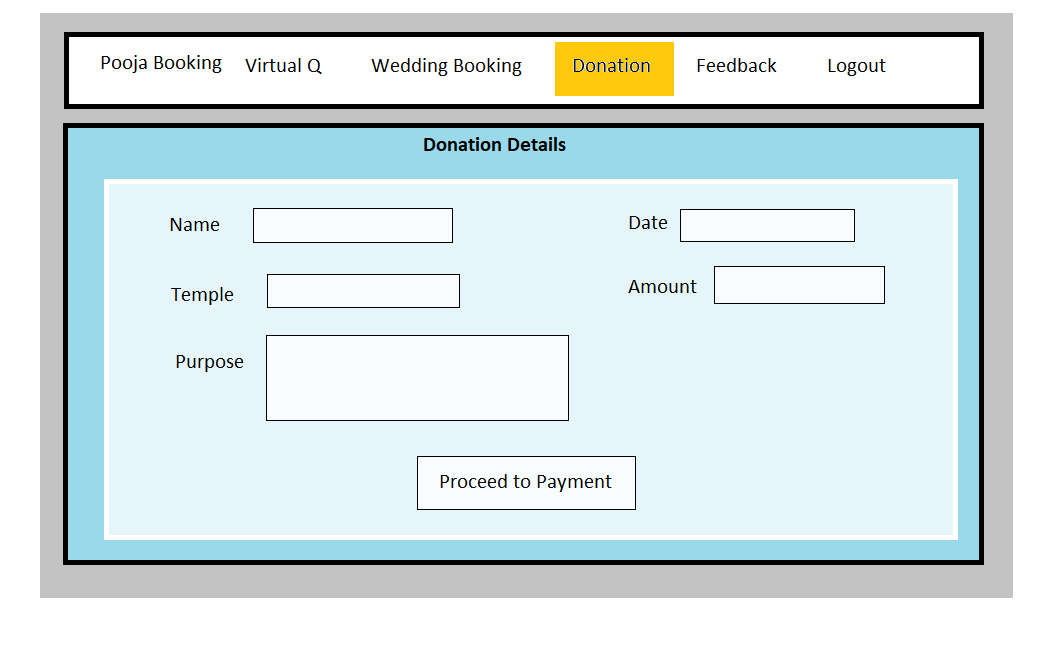 Pooja Booking Virtual Q Wedding Booking Donation Feedback Logout
Donation Details
Name Date
Temple Amount
Purpose
Proceed to Payment